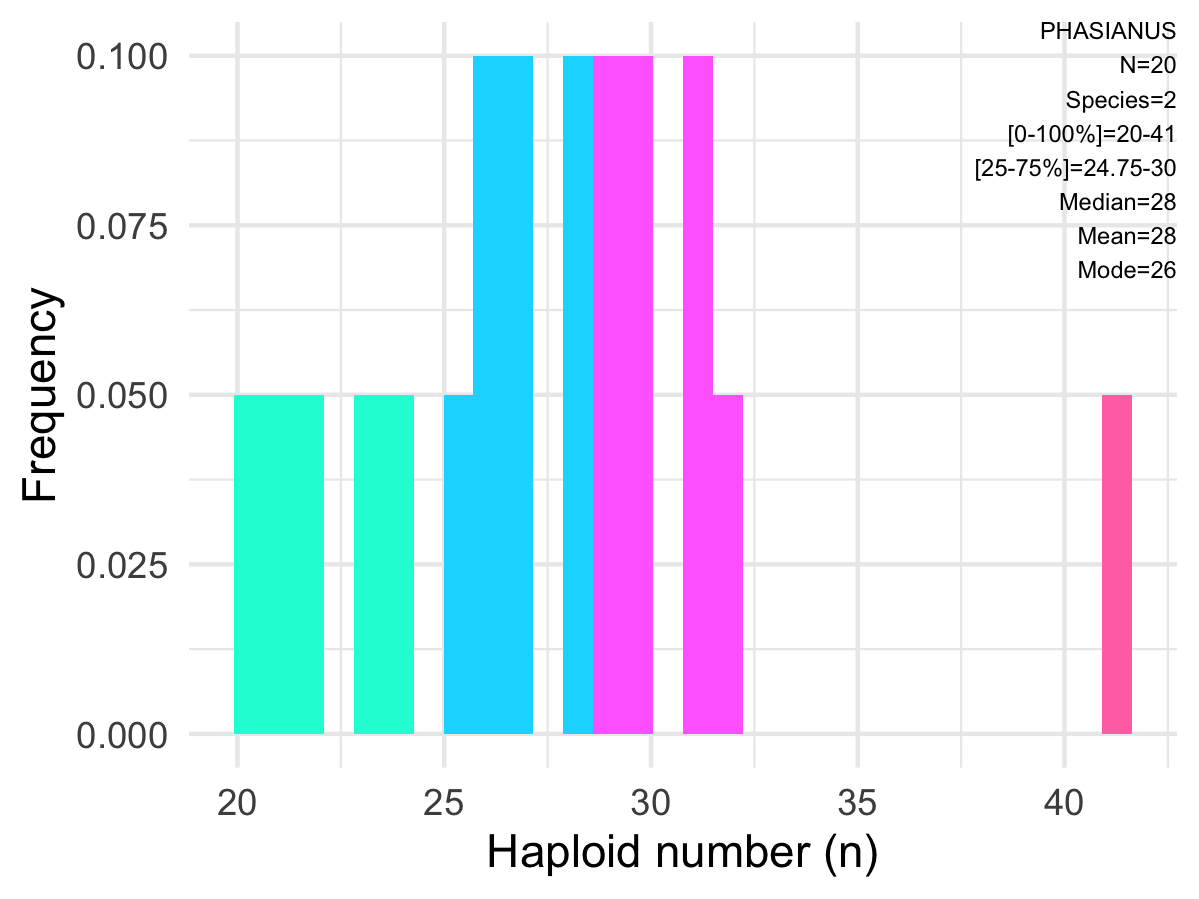 PHASIANUS
N=20
Species=2
[0-100%]=20-41
[25-75%]=24.75-30
Median=28
Mean=28
Mode=26
Frequency
0.100
0.075
0.050
0.025
0.000
20 25 30 35 40
Haploid number (n)